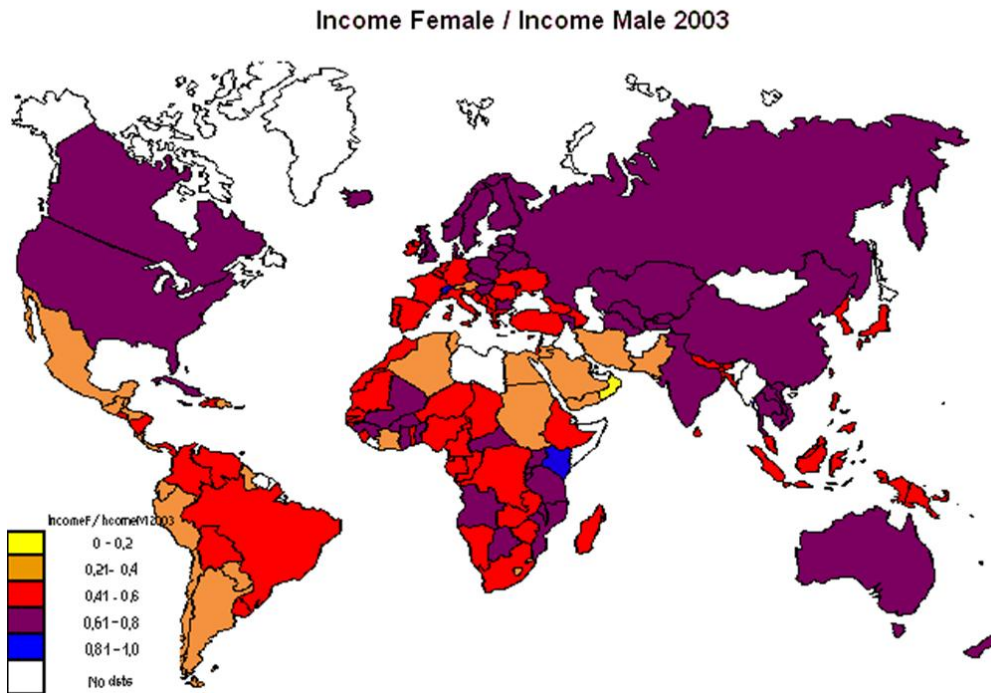 Income Female / Income Male 2003
IncomeF/IncomeM2003
0 - 0,2
0,21- 0,4
0,41 - 0,6
0,61 - 0,8
0,81 - 1,0
No data